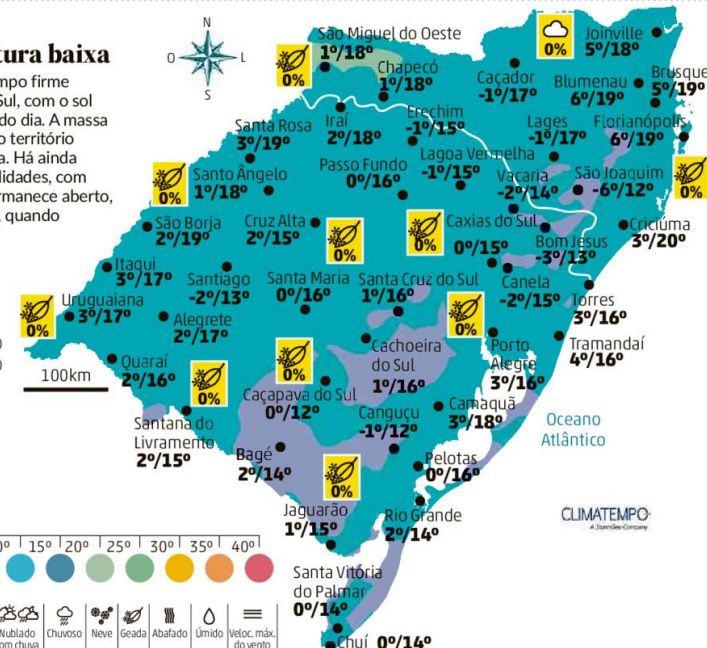 tura baixa
mpo firme
Sul, com o sol
do dia. A massa
o território
a. Há ainda
lidades, com
rmanece aberto,
, quando
N
O
L
S
São Miguel do Oeste
1º/18º
0%
Chapecó
1º/18º
Caçador
-1º/17º
0%
Joinville
5º/18º
Blumenau
6º/19º
Brusque
5º/19º
Santa Rosa
3º/19º
Iraí
2º/18º
Erechim
-1º/15º
Lages
-1º/17º
Florianópolis
6º/19º
0%
Santo Ângelo
1º/18º
Passo Fundo
0º/16º
Lagoa Vermelha
-1º/15º
Vacaria
-2º/14º
São Joaquim
-6º/12º
0%
São Borja
2º/19º
Cruz Alta
2º/15º
0%
0%
Caxias do Sul
0º/15º
Bom Jesus
-3º/13º
Criciúma
3º/20º
Itaqui
3º/17º
Santiago
-2º/13º
Santa Maria
0º/16º
Santa Cruz do Sul
1º/16º
Canela
-2º/15º
Torres
3º/16º
0%
Uruguaiana
3º/17º
Alegrete
2º/17º
0%
Cachoeira
do Sul
1º/16º
Porto
Alegre
3º/16º
Tramandaí
4º/16º
Quaraí
2º/16º
100km
0%
0%
Caçapava do Sul
0º/12º
Canguçu
-1º/12º
Camaquã
3º/18º
Oceano
Atlântico
Santana do
Livramento
2º/15º
Bagé
2º/14º
0%
Pelotas
0º/16º
Jaguarão
1º/15º
Rio Grande
2º/14º
CLIMATEMPO
A StormGeo Company
0º 15º 20º 25º 30º 35º 40º
Santa Vitória
do Palmar
0º/14º
Nublado
om chuva
Chuvoso
Neve
Geada
Abafado
Úmido
Veloc. máx.
do vento
Chuí 0º/14º